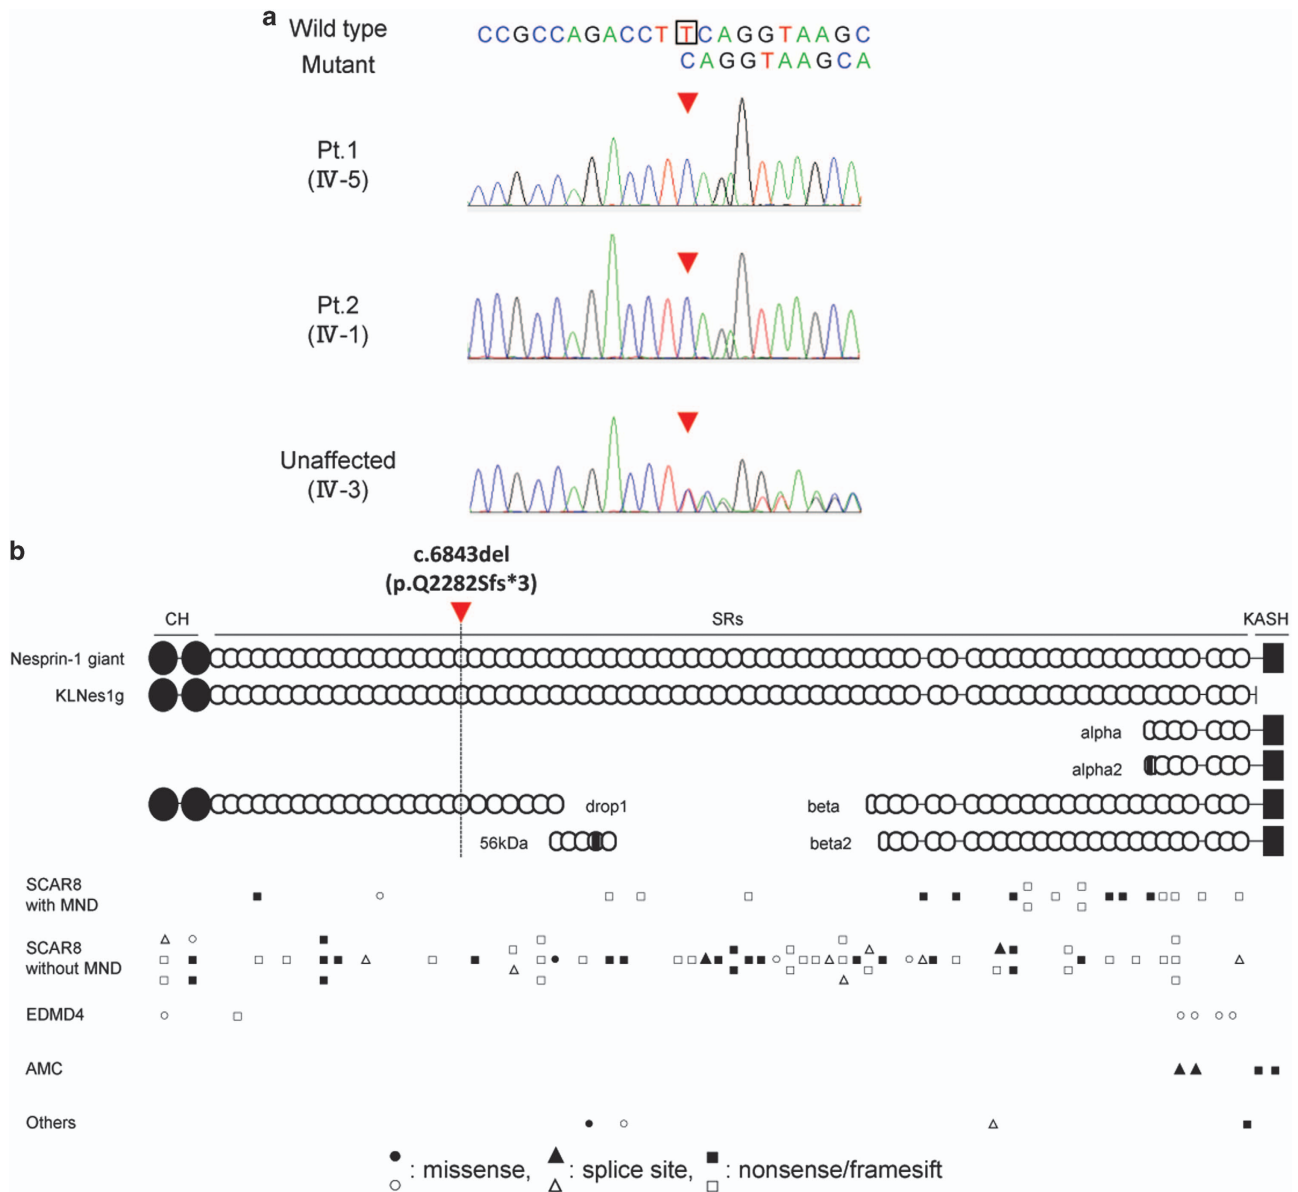 a
Wild type CCGCCAGACCTTCAGGTAAGC
Mutant CAGGTAAGCA
Pt.1
(Ⅳ-5)
Pt.2
(Ⅳ-1)
Unaffected
(Ⅳ-3)
b
c.6843del
(p.Q2282Sfs*3)
CH SRs KASH
Nesprin-1 giant
KLNes1g
alpha
alpha2
drop1 beta
56kDa beta2
SCAR8
with MND
SCAR8
without MND
EDMD4
AMC
Others
: missense, : splice site, : nonsense/framesift